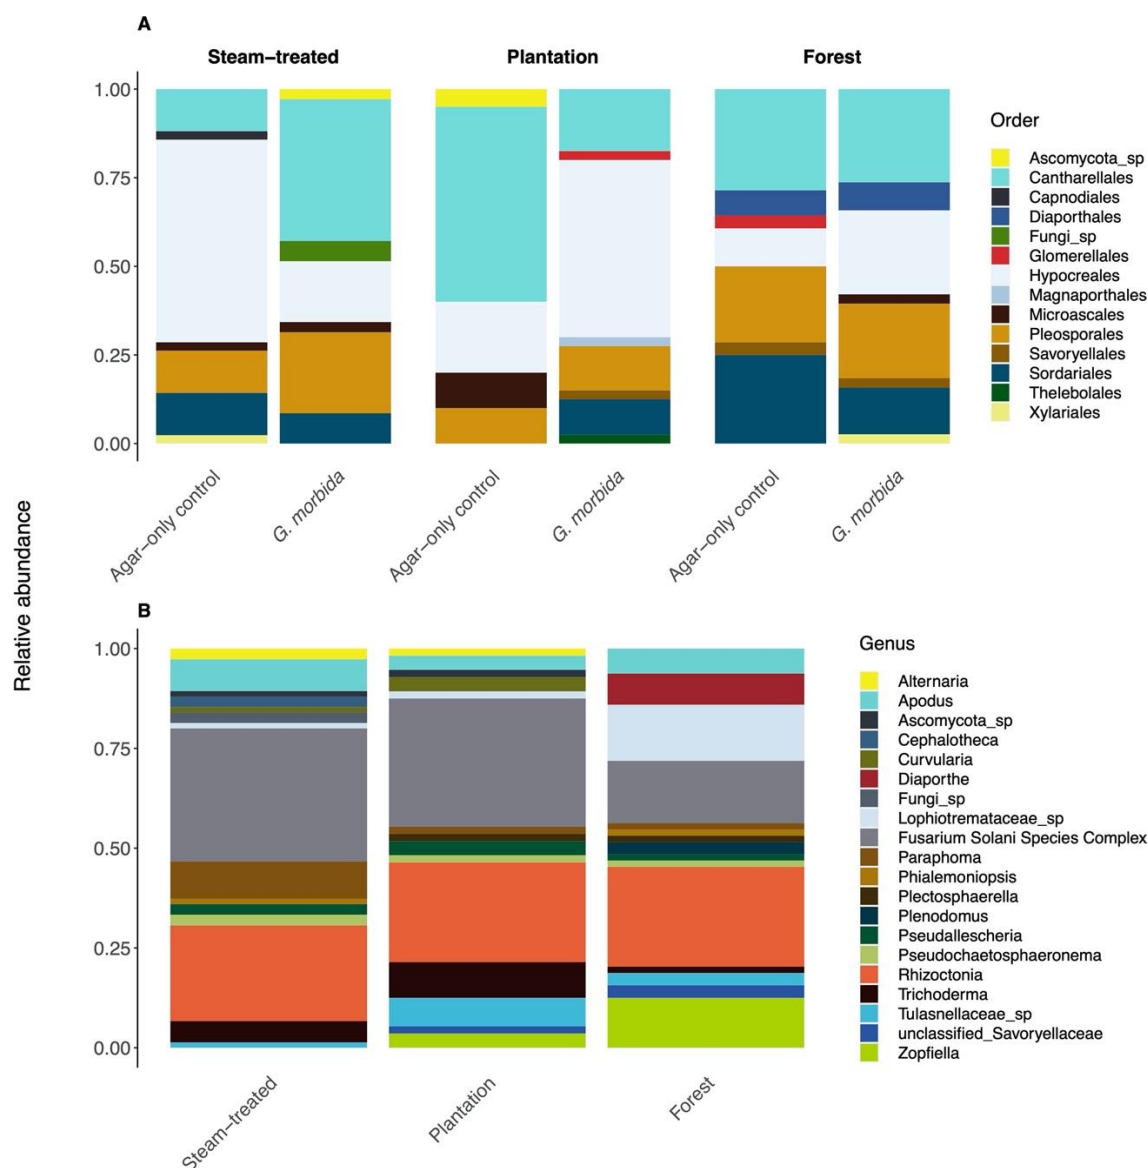 A
Steam−treated Plantation Forest
1.00
0.75
0.50
0.25
0.00
Agar−only control
G. morbida
Agar−only control
G. morbida
Agar−only control
G. morbida
Order
Ascomycota_sp
Cantharellales
Capnodiales
Diaporthales
Fungi_sp
Glomerellales
Hypocreales
Magnaporthales
Microascales
Pleosporales
Savoryellales
Sordariales
Thelebolales
Xylariales
Relative abundance
B
1.00
0.75
0.50
0.25
0.00
Steam−treated
Plantation
Forest
Genus
Alternaria
Apodus
Ascomycota_sp
Cephalotheca
Curvularia
Diaporthe
Fungi_sp
Lophiotremataceae_sp
Fusarium Solani Species Complex
Paraphoma
Phialemoniopsis
Plectosphaerella
Plenodomus
Pseudallescheria
Pseudochaetosphaeronema
Rhizoctonia
Trichoderma
Tulasnellaceae_sp
unclassified_Savoryellaceae
Zopfiella